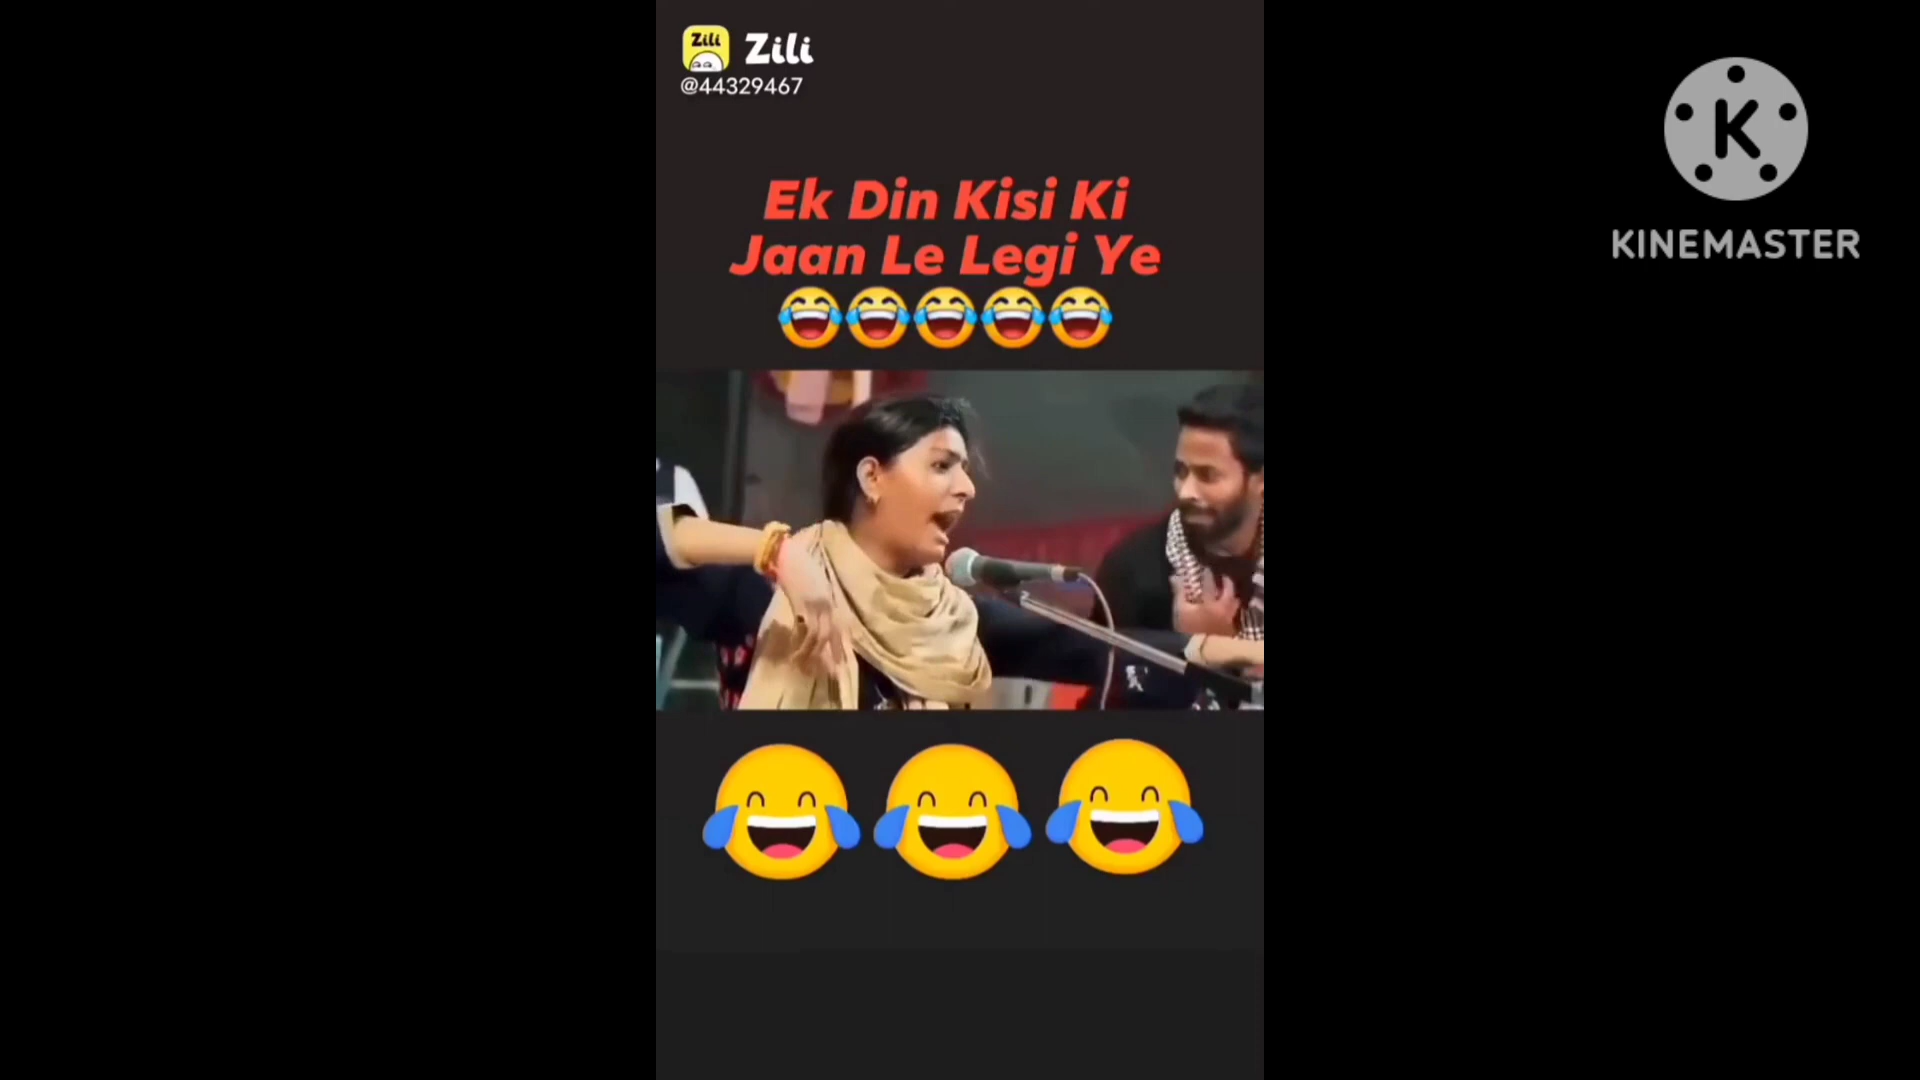 Zili
Zili
@44329467
Ek Din Kisi Ki
Jaan Le Legi Ye
K
KINEMASTER